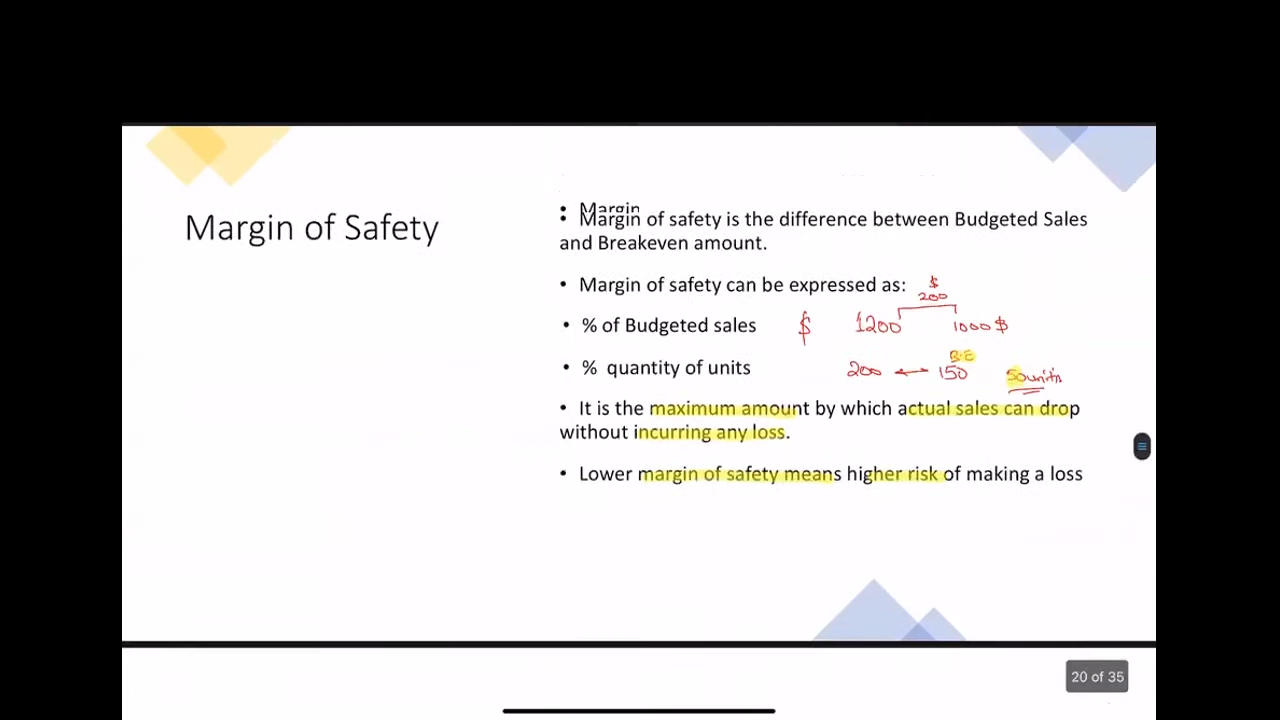 Margin of Safety
• Margin
• Margin of safety is the difference between Budgeted Sales
and Breakeven amount.
• Margin of safety can be expressed as:
$
200
• % of Budgeted sales $ 1200 1000 $
B.E
• % quantity of units 200 ↔ 150 50 units
• It is the maximum amount by which actual sales can drop
without incurring any loss.
• Lower margin of safety means higher risk of making a loss
20 of 35